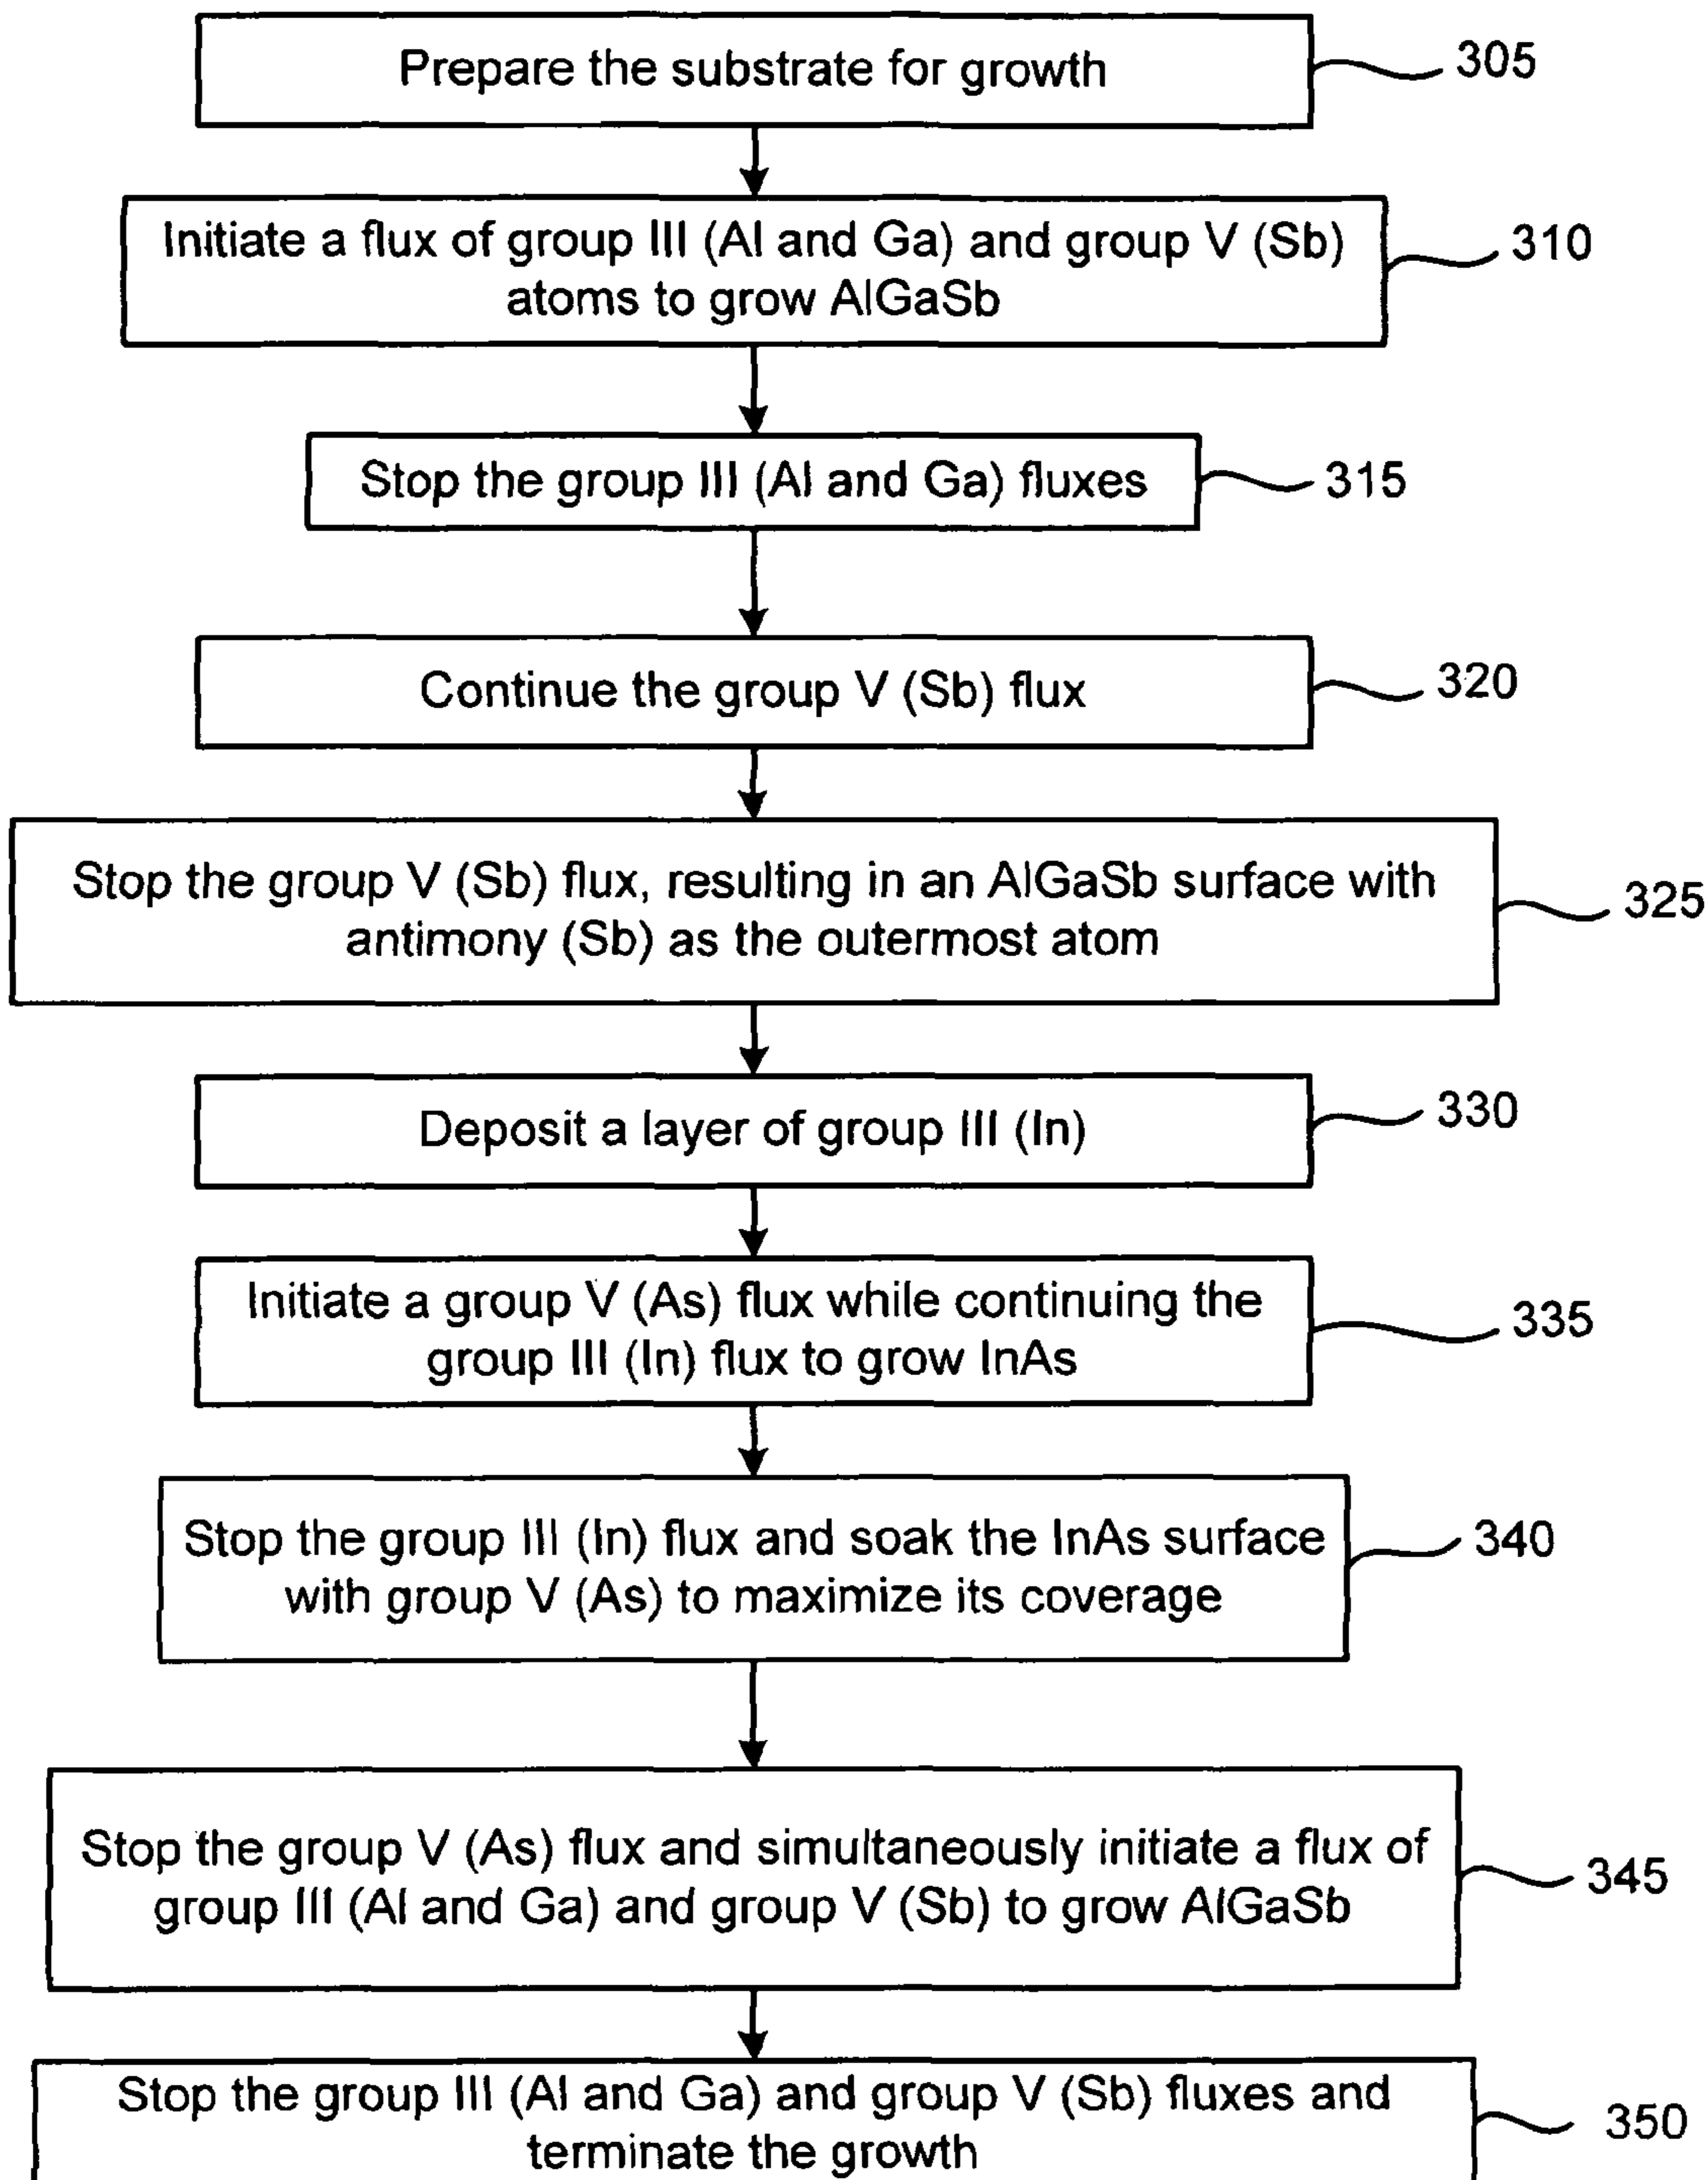 Prepare the substrate for growth
305
Initiate a flux of group III (Al and Ga) and group V (Sb)
atoms to grow AlGaSb
310
Stop the group III (Al and Ga) fluxes
315
Continue the group V (Sb) flux
320
Stop the group V (Sb) flux, resulting in an AlGaSb surface with
antimony (Sb) as the outermost atom
325
Deposit a layer of group III (In)
330
Initiate a group V (As) flux while continuing the
group III (In) flux to grow InAs
335
Stop the group III (In) flux and soak the InAs surface
with group V (As) to maximize its coverage
340
Stop the group V (As) flux and simultaneously initiate a flux of
group III (Al and Ga) and group V (Sb) to grow AlGaSb
345
Stop the group III (Al and Ga) and group V (Sb) fluxes and
terminate the growth
350